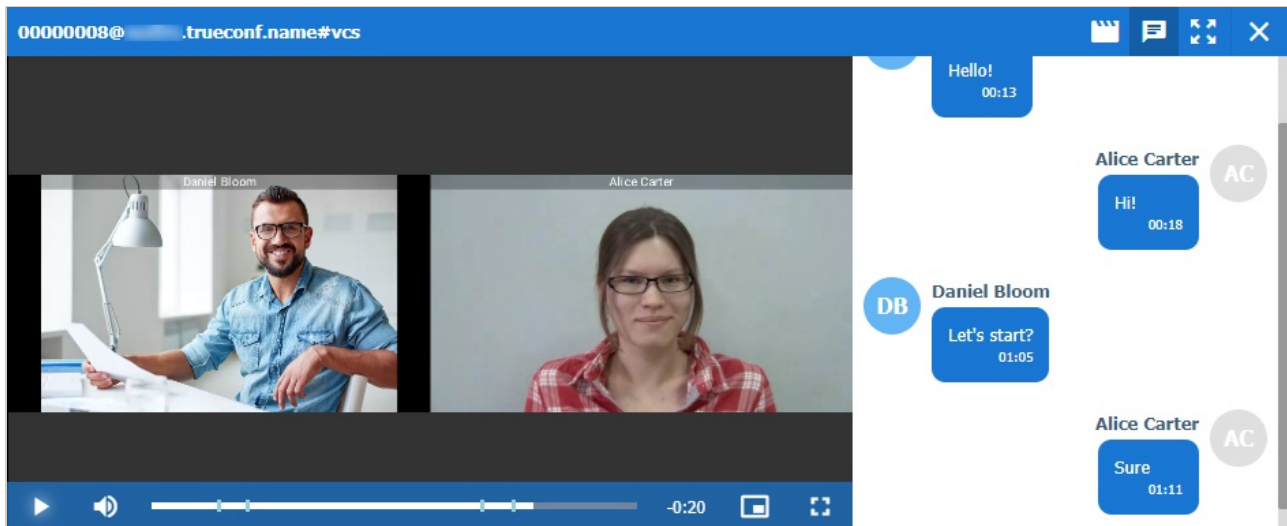 00000008@ .trueconf.name#vcs
Daniel Bloom
Alice Carter
-0:20
Hello!
00:13
Alice Carter
AC
Hi!
00:18
DB
Daniel Bloom
Let's start?
01:05
Alice Carter
AC
Sure
01:11